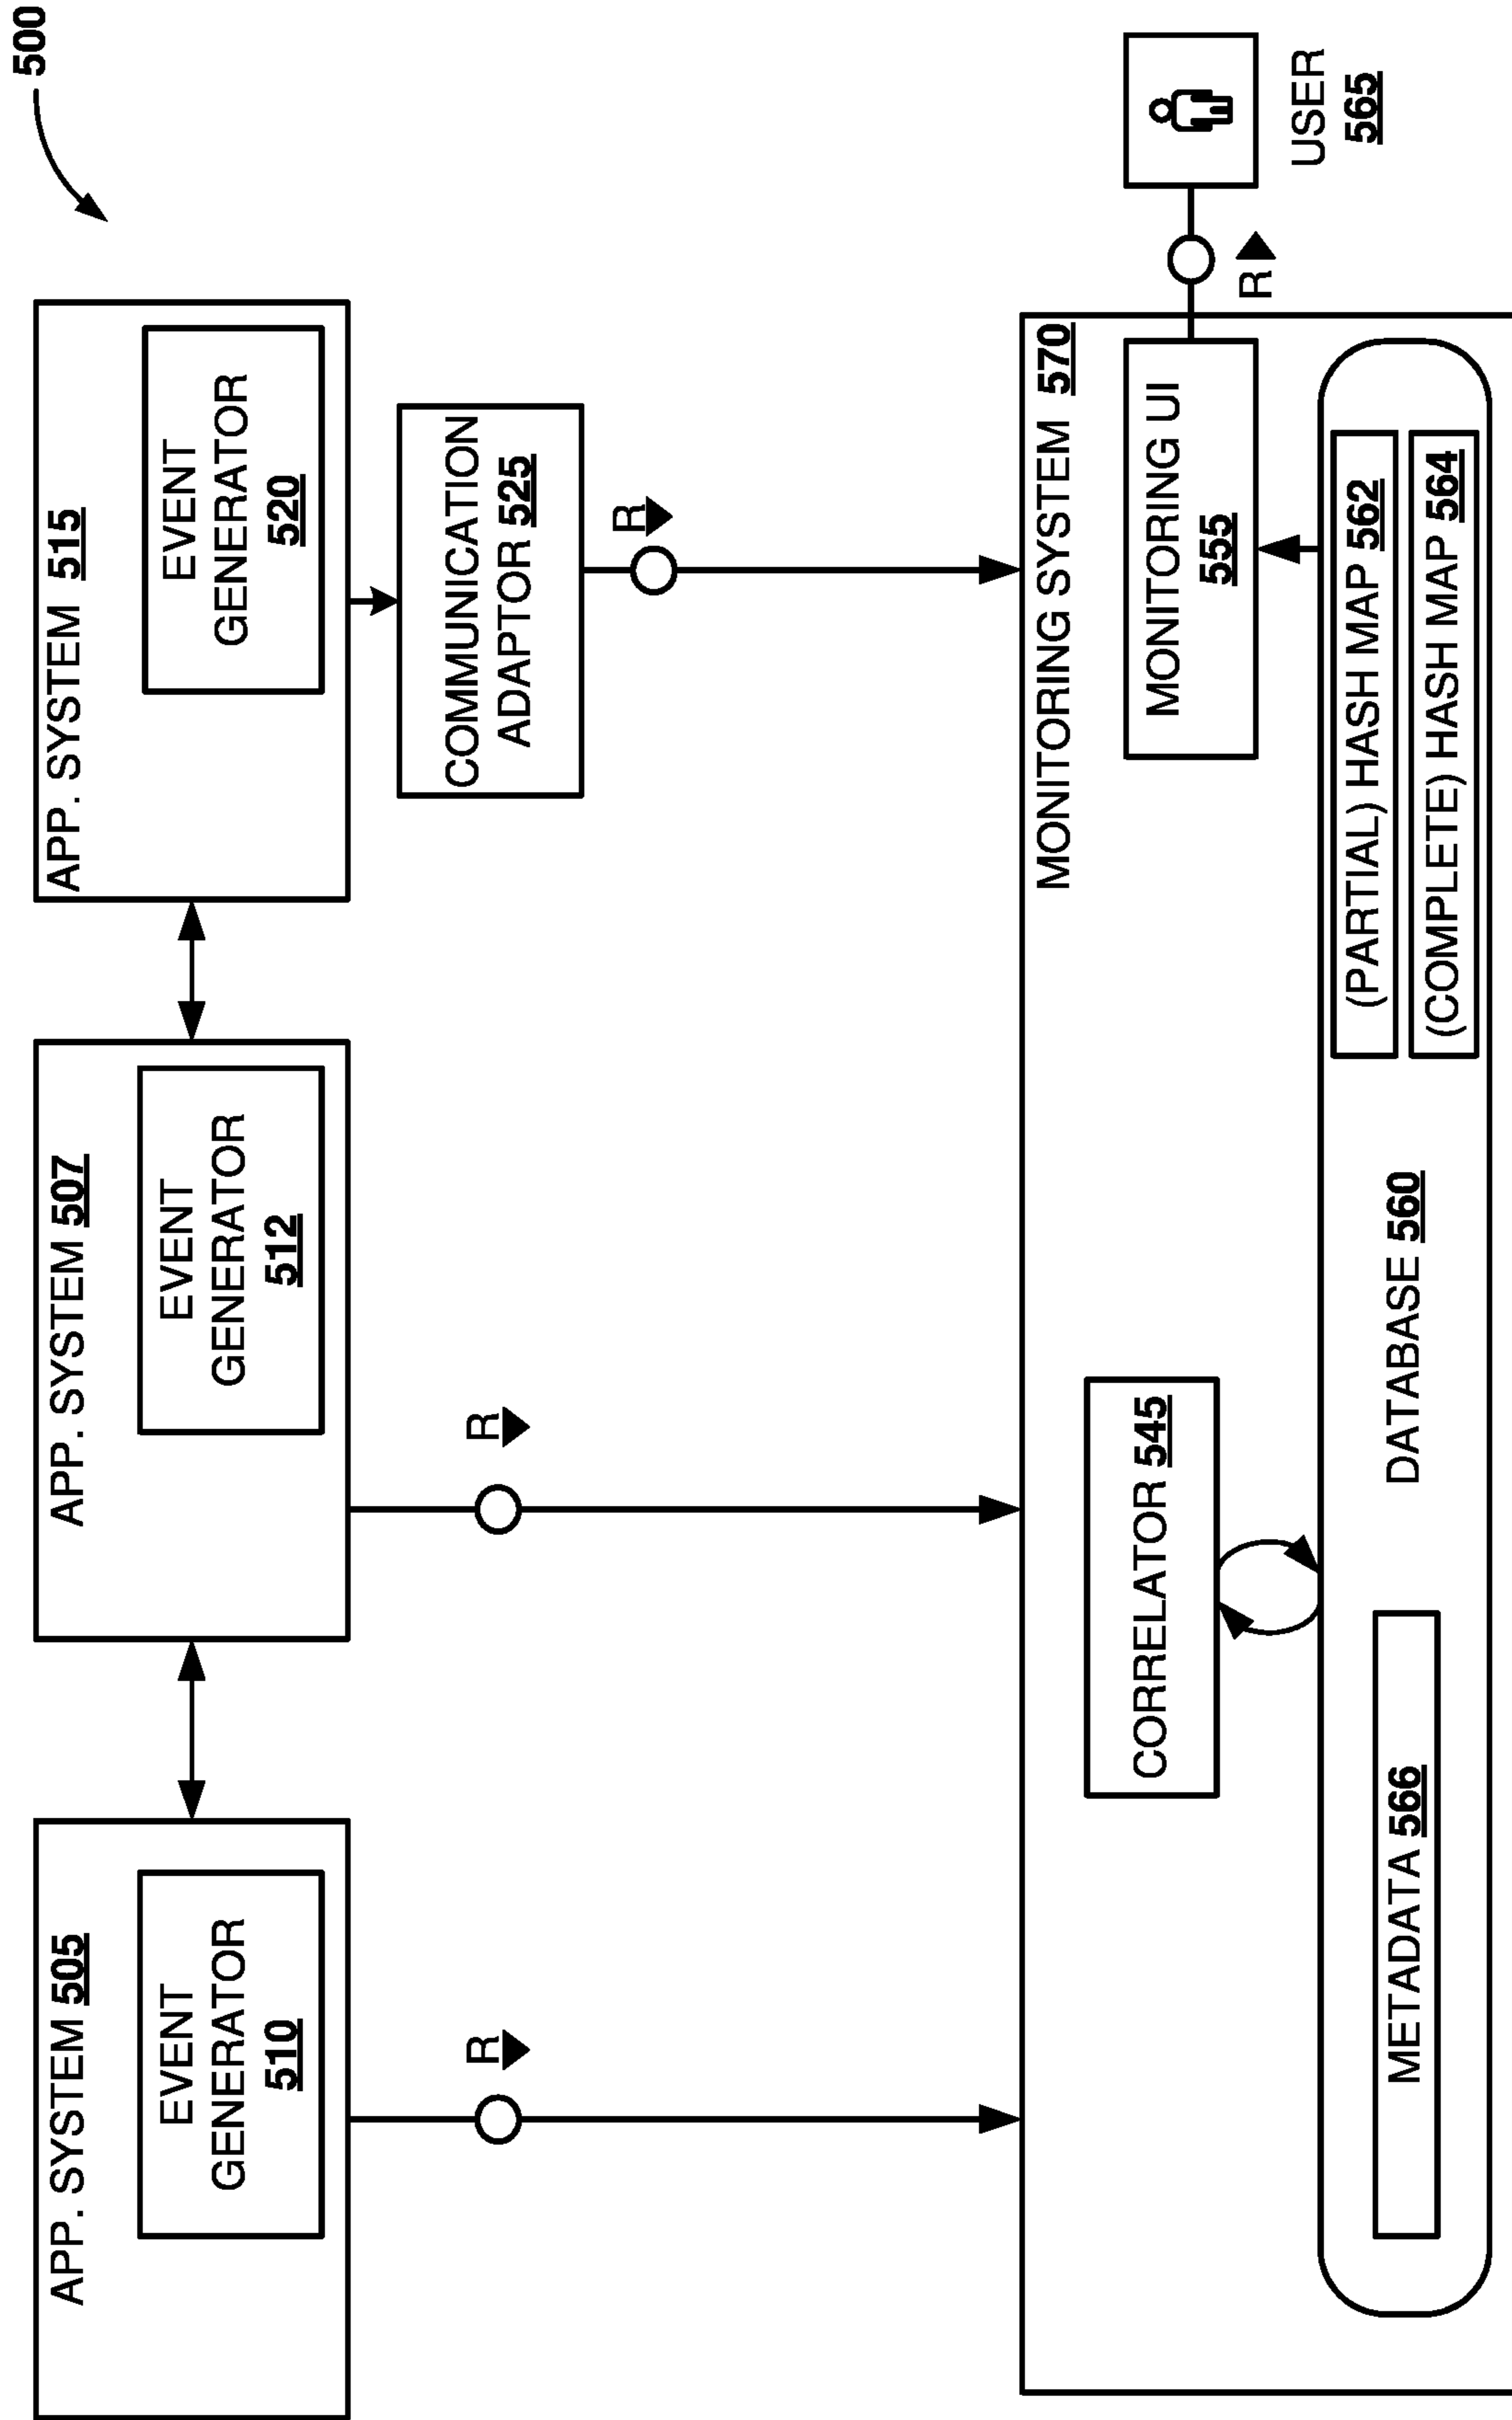 500
APP. SYSTEM 505
EVENT
GENERATOR
510
APP. SYSTEM 507
EVENT
GENERATOR
512
APP. SYSTEM 515
EVENT
GENERATOR
520
COMMUNICATION
ADAPTOR 525
R
R
R
MONITORING SYSTEM 570
CORRELATOR 545
MONITORING UI
555
R
USER
565
METADATA 566
DATABASE 560
(PARTIAL) HASH MAP 562
(COMPLETE) HASH MAP 564